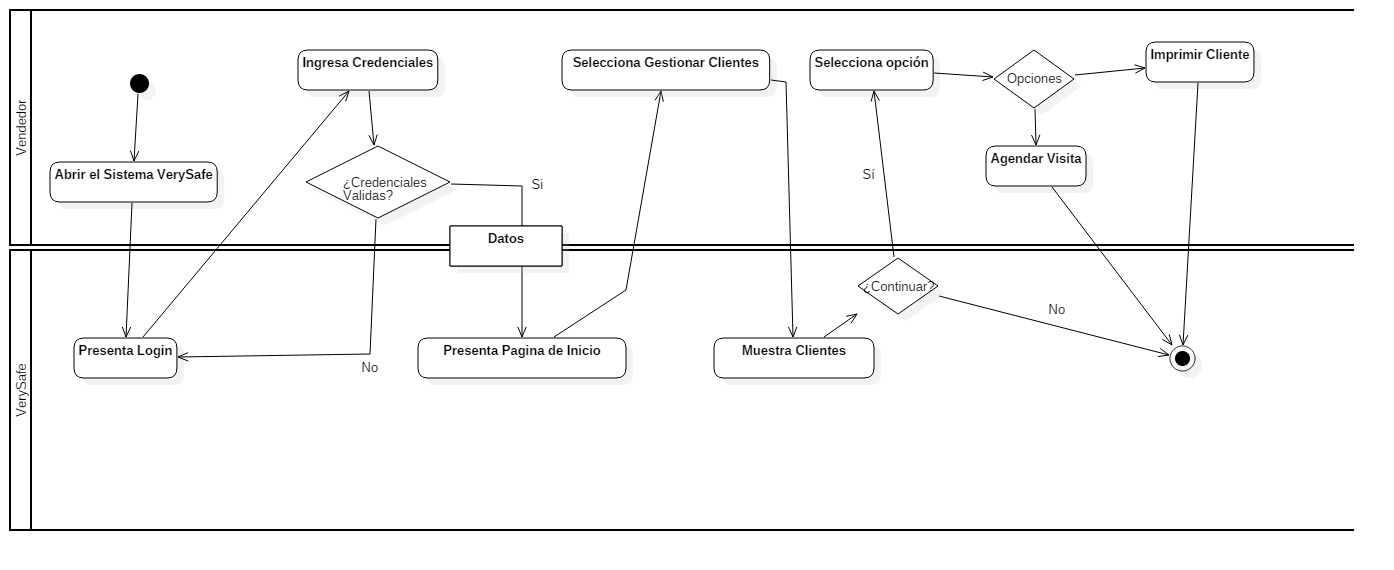 Vendedor
Ingresa Credenciales
Selecciona Gestionar Clientes
Selecciona opción
Opciones
Imprimir Cliente
Abrir el Sistema VerySafe
¿Credenciales
Validas?
Si
Sí
Agendar Visita
Datos
VerySafe
¿Continuar?
No
Presenta Login
No
Presenta Pagina de Inicio
Muestra Clientes